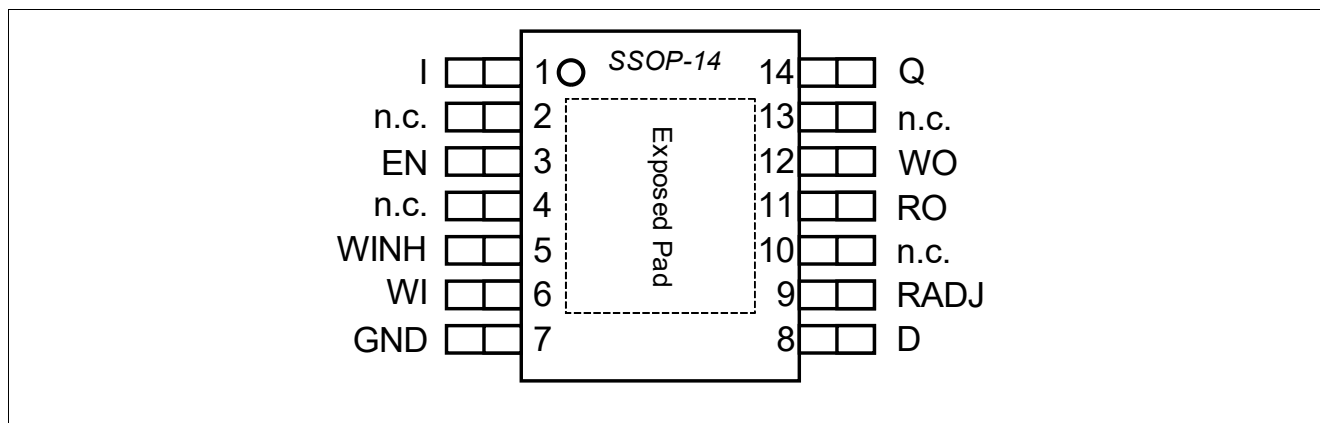 SSOP-14
I 1 14 Q
n.c. 2 13 n.c.
EN 3 12 WO
n.c. 4 11 RO
WINH 5 10 n.c.
WI 6 9 RADJ
GND 7 8 D
Exposed Pad